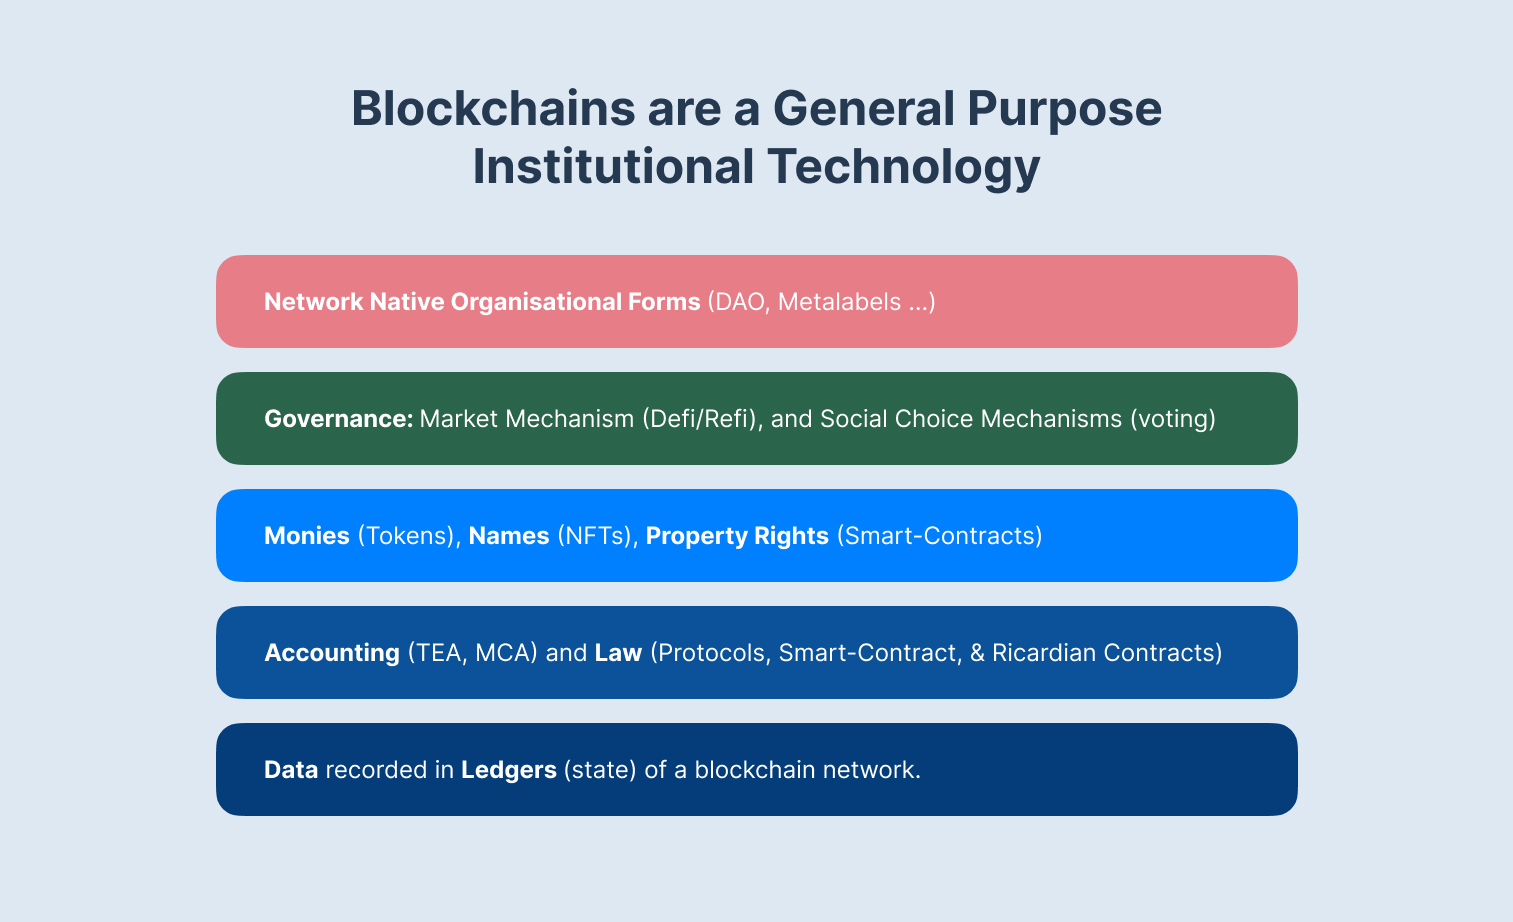 Blockchains are a General Purpose
Institutional Technology
Network Native Organisational Forms (DAO, Metalabels ...)
Governance: Market Mechanism (Defi/Refi), and Social Choice Mechanisms (voting)
Monies (Tokens), Names (NFTs), Property Rights (Smart-Contracts)
Accounting (TEA, MCA) and Law (Protocols, Smart-Contract, & Ricardian Contracts)
Data recorded in Ledgers (state) of a blockchain network.